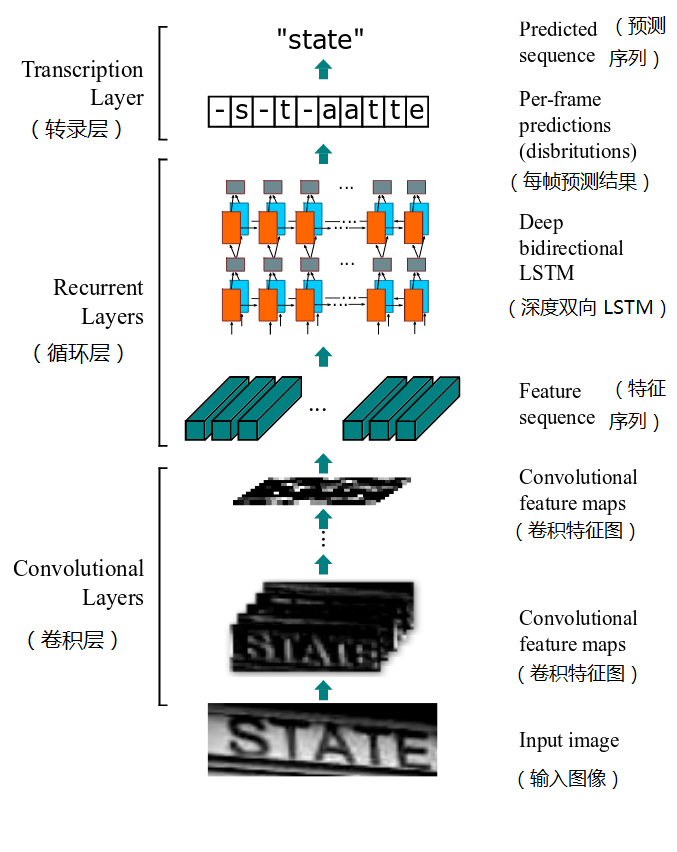 "state"
Predicted
sequence
（预测
序列）
Transcription
Layer
（转录层）
-s-t-aatte
Per-frame
predictions
(disbritutions)
（每帧预测结果）
Recurrent
Layers
（循环层）
...
...
Deep
bidirectional
LSTM
（深度双向 LSTM）
...
Feature
sequence
（特征
序列）
Convolutional
Layers
（卷积层）
Convolutional
feature maps
（卷积特征图）
STATE
Convolutional
feature maps
（卷积特征图）
STATE
Input image
（输入图像）